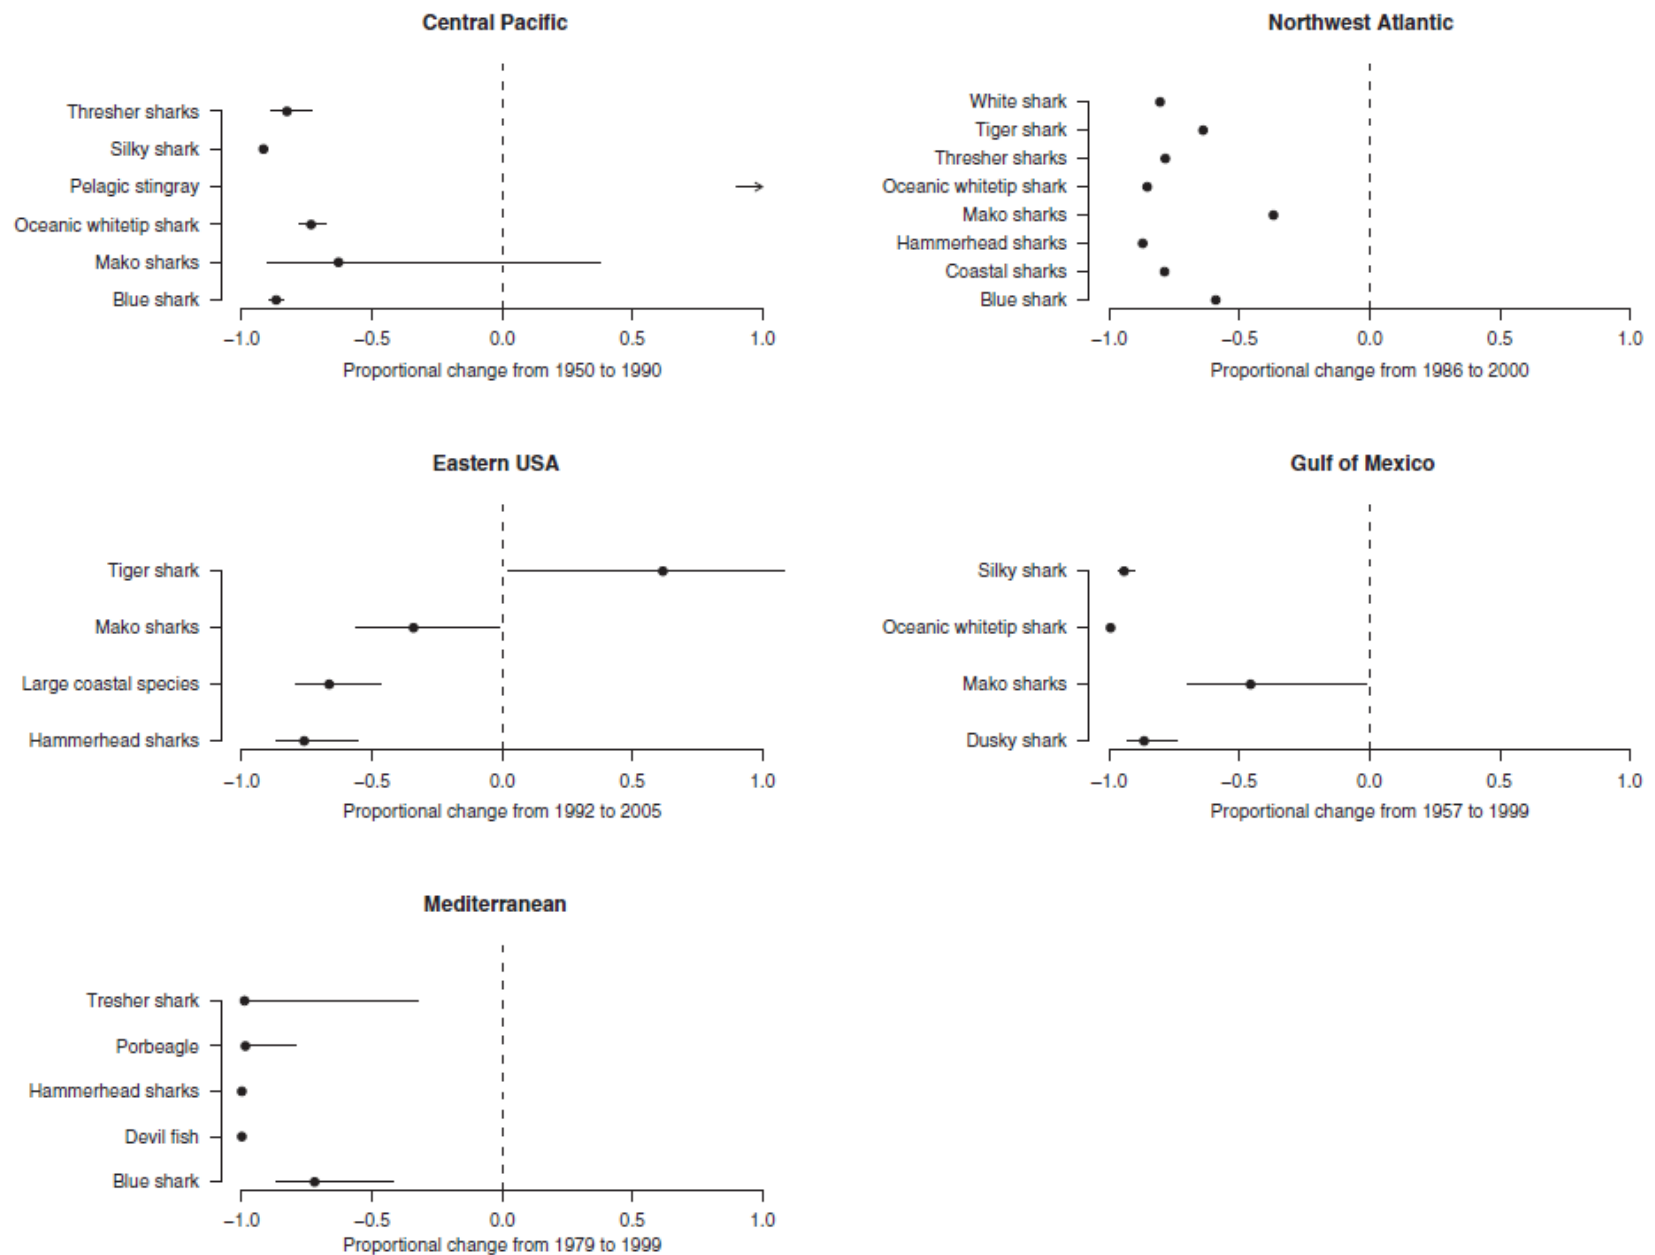 Central Pacific
Thresher sharks
Silky shark
Pelagic stingray
Oceanic whitetip shark
Mako sharks
Blue shark
−1.0 −0.5 0.0 0.5 1.0
Proportional change from 1950 to 1990
Northwest Atlantic
White shark
Tiger shark
Thresher sharks
Oceanic whitetip shark
Mako sharks
Hammerhead sharks
Coastal sharks
Blue shark
−1.0 −0.5 0.0 0.5 1.0
Proportional change from 1986 to 2000
Eastern USA
Tiger shark
Mako sharks
Large coastal species
Hammerhead sharks
−1.0 −0.5 0.0 0.5 1.0
Proportional change from 1992 to 2005
Gulf of Mexico
Silky shark
Oceanic whitetip shark
Mako sharks
Dusky shark
−1.0 −0.5 0.0 0.5 1.0
Proportional change from 1957 to 1999
Mediterranean
Tresher shark
Porbeagle
Hammerhead sharks
Devil fish
Blue shark
−1.0 −0.5 0.0 0.5 1.0
Proportional change from 1979 to 1999